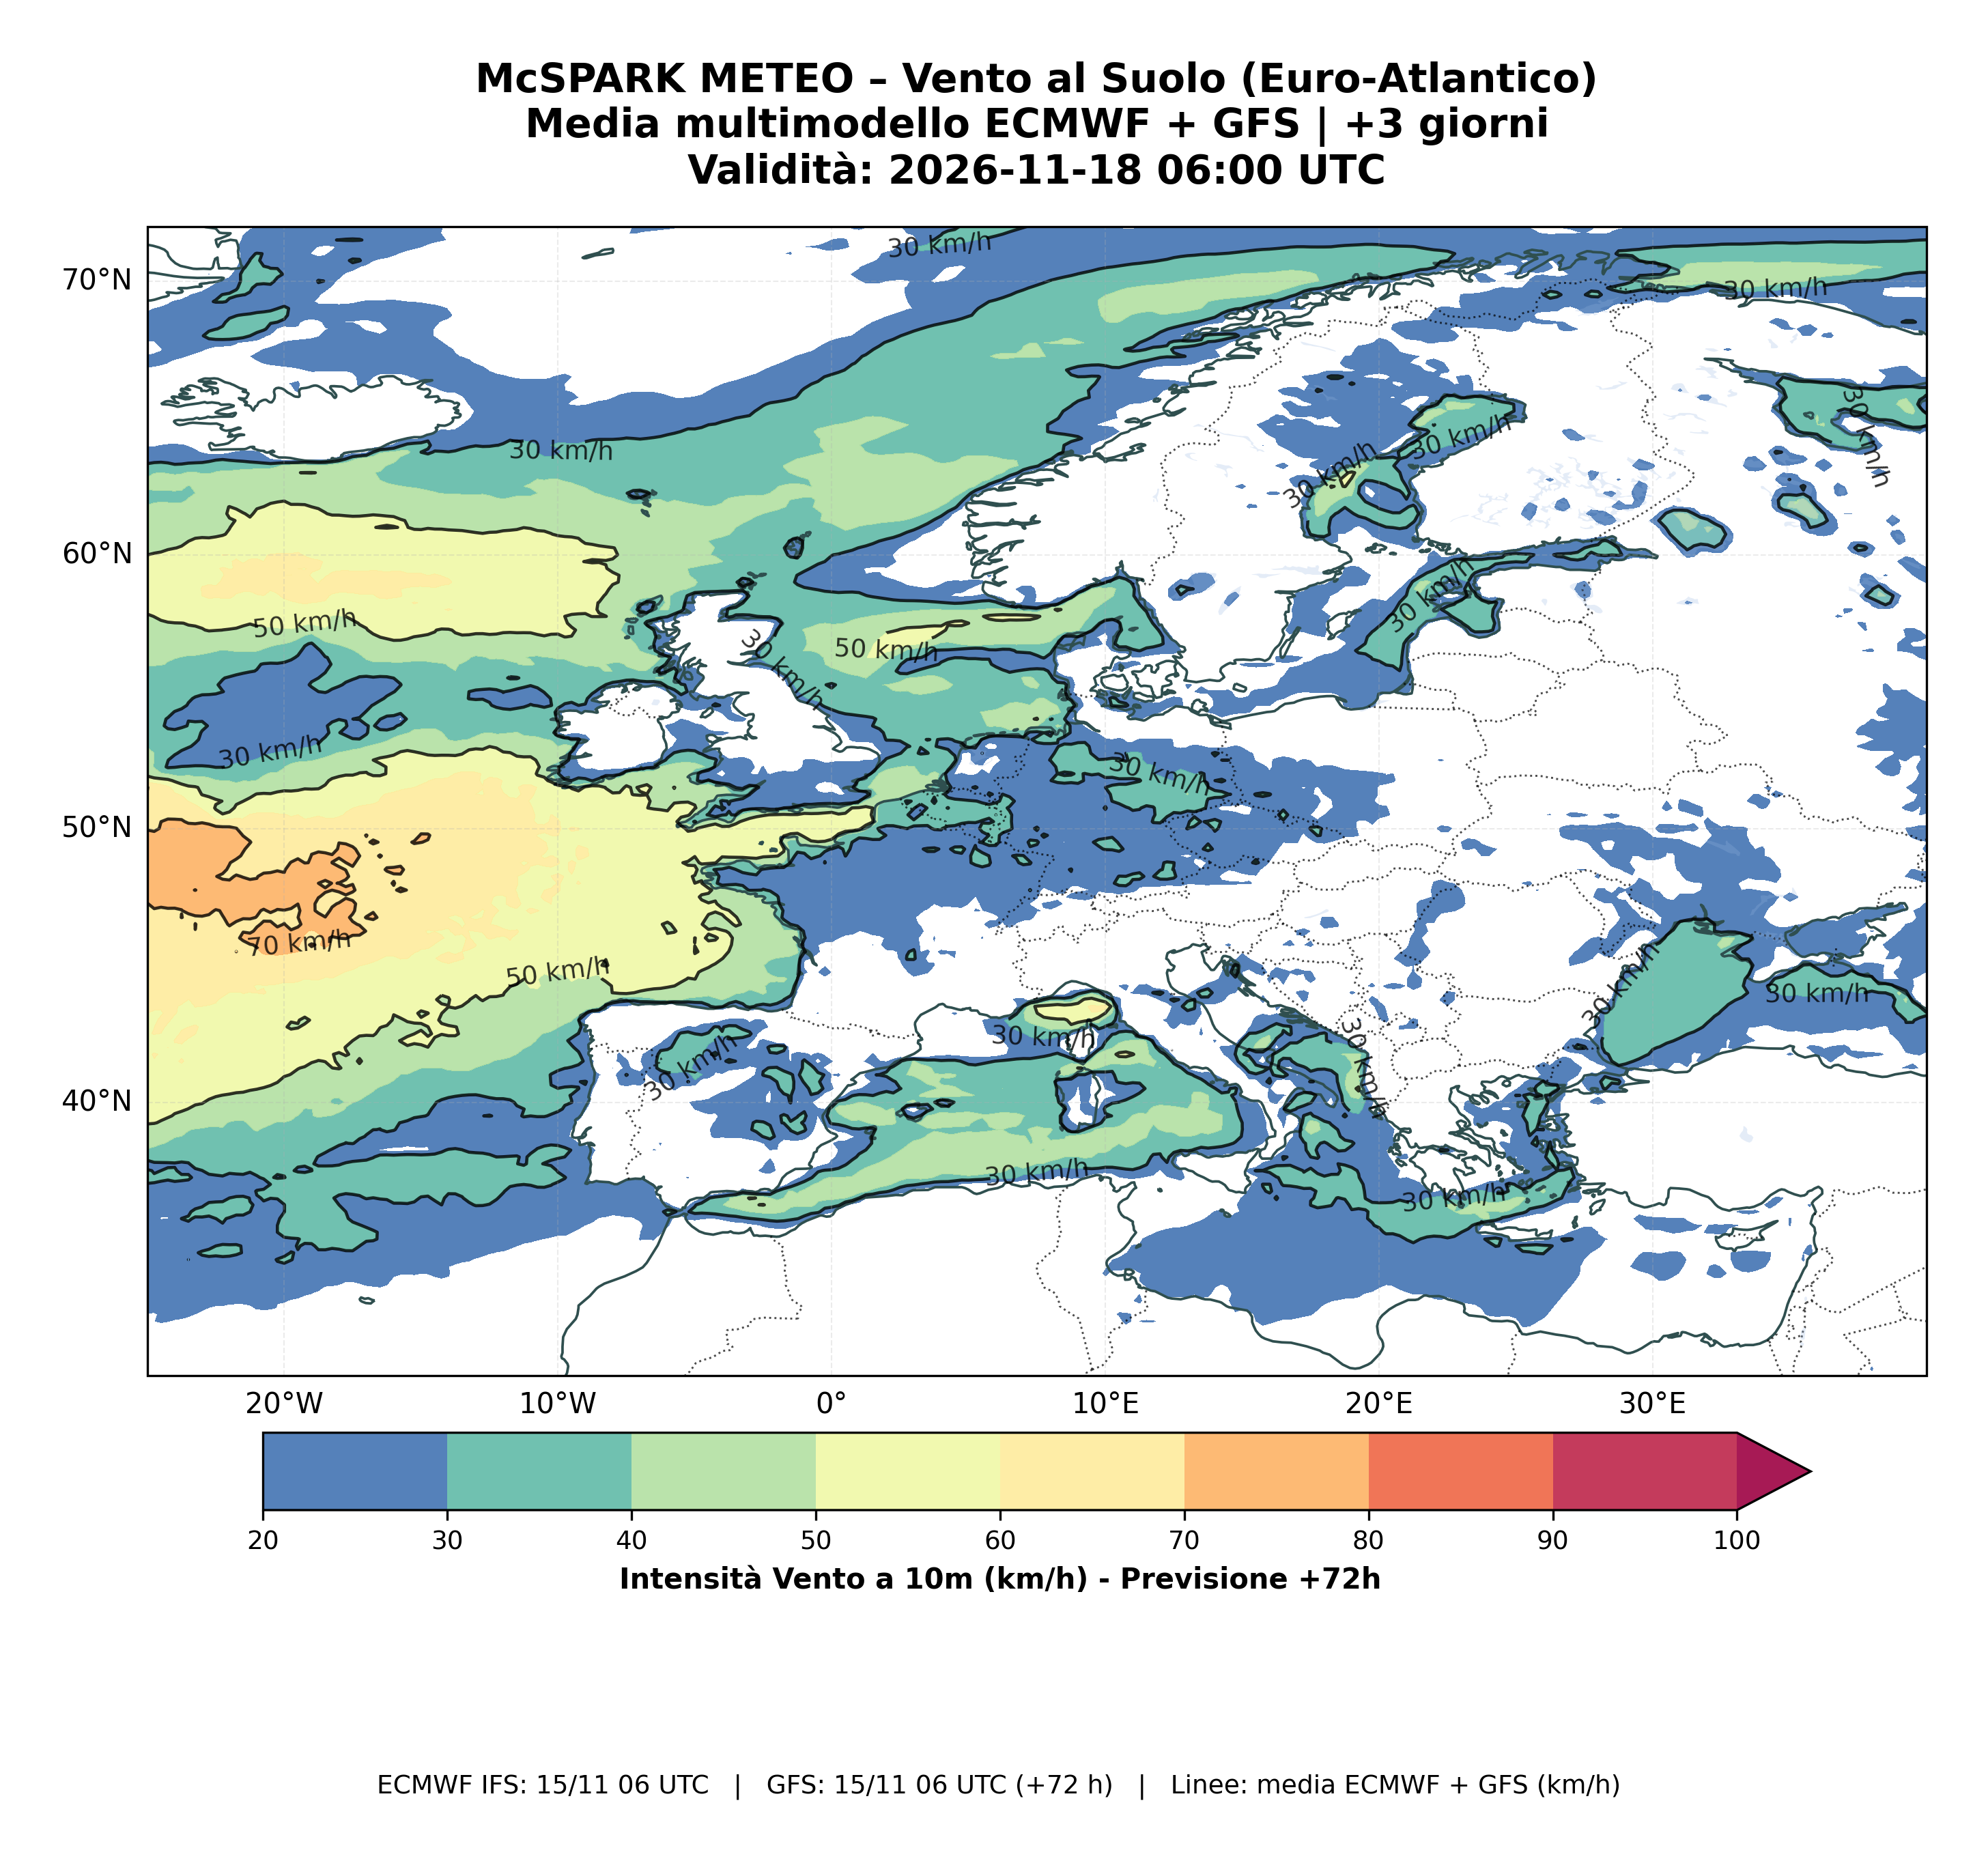 McSPARK METEO – Vento al Suolo (Euro-Atlantico)
Media multimodello ECMWF + GFS | +3 giorni
Validità: 2026-11-18 06:00 UTC
30 km/h
70°N
30 km/h
30 km/h
30 km/h
30 km/h
30 km/h
60°N
30 km/h
50 km/h
30 km/h
50 km/h
30 km/h
30 km/h
50°N
70 km/h
50 km/h
30 km/h
30 km/h
30 km/h
30 km/h
30 km/h
40°N
30 km/h
30 km/h
20°W 10°W 0° 10°E 20°E 30°E
20 30 40 50 60 70 80 90 100
Intensità Vento a 10m (km/h) - Previsione +72h
ECMWF IFS: 15/11 06 UTC | GFS: 15/11 06 UTC (+72 h) | Linee: media ECMWF + GFS (km/h)